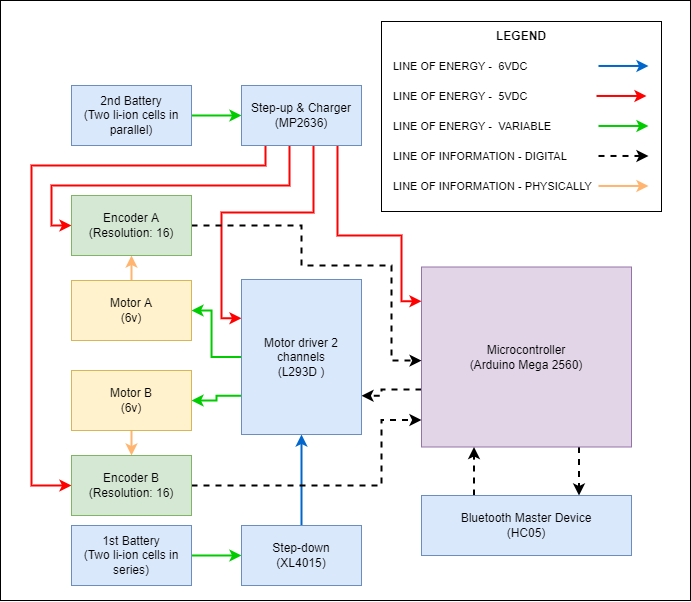 LEGEND
LINE OF ENERGY - 6VDC
LINE OF ENERGY - 5VDC
LINE OF ENERGY - VARIABLE
LINE OF INFORMATION - DIGITAL
LINE OF INFORMATION - PHYSICALLY
2nd Battery
(Two li-ion cells in
parallel)
Step-up & Charger
(MP2636)
Encoder A
(Resolution: 16)
Motor A
(6v)
Motor driver 2
channels
(L293D )
Microcontroller
(Arduino Mega 2560)
Motor B
(6v)
Encoder B
(Resolution: 16)
1st Battery
(Two li-ion cells in
series)
Step-down
(XL4015)
Bluetooth Master Device
(HC05)